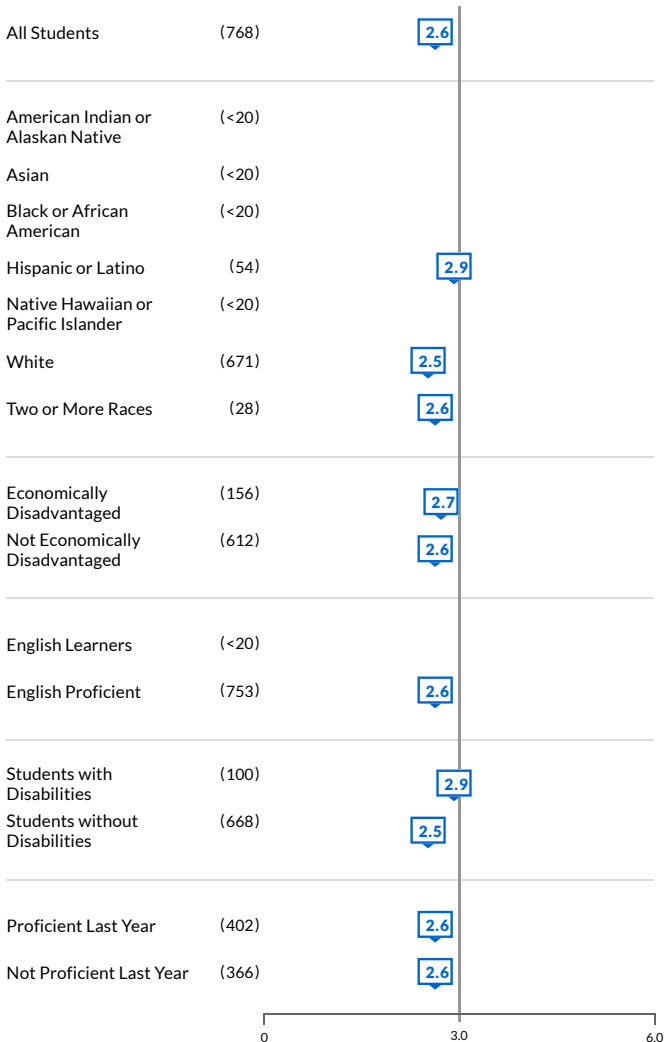 All Students (768) 2.6
American Indian or (<20)
Alaskan Native
Asian (<20)
Black or African (<20)
American
Hispanic or Latino (54) 2.9
Native Hawaiian or (<20)
Pacific Islander
White (671) 2.5
Two or More Races (28) 2.6
Economically (156) 2.7
Disadvantaged
Not Economically (612) 2.6
Disadvantaged
English Learners (<20)
English Proficient (753) 2.6
Students with (100) 2.9
Disabilities
Students without (668) 2.5
Disabilities
Proficient Last Year (402) 2.6
Not Proficient Last Year (366) 2.6
0 3.0 6.0